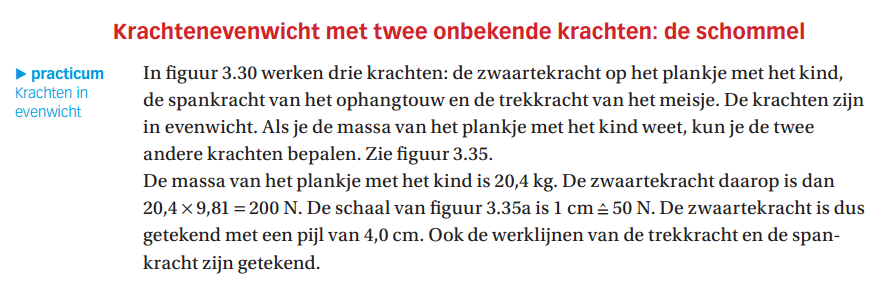 Krachtenevenwicht met twee onbekende krachten: de schommel
▶ practicum
Krachten in
evenwicht
In figuur 3.30 werken drie krachten: de zwaartekracht op het plankje met het kind,
de spankracht van het ophangtouw en de trekkracht van het meisje. De krachten zijn
in evenwicht. Als je de massa van het plankje met het kind weet, kun je de twee
andere krachten bepalen. Zie figuur 3.35.
De massa van het plankje met het kind is 20,4 kg. De zwaartekracht daarop is dan
20,4 × 9,81 = 200 N. De schaal van figuur 3.35a is 1 cm ≙ 50 N. De zwaartekracht is dus
getekend met een pijl van 4,0 cm. Ook de werklijnen van de trekkracht en de span-
kracht zijn getekend.